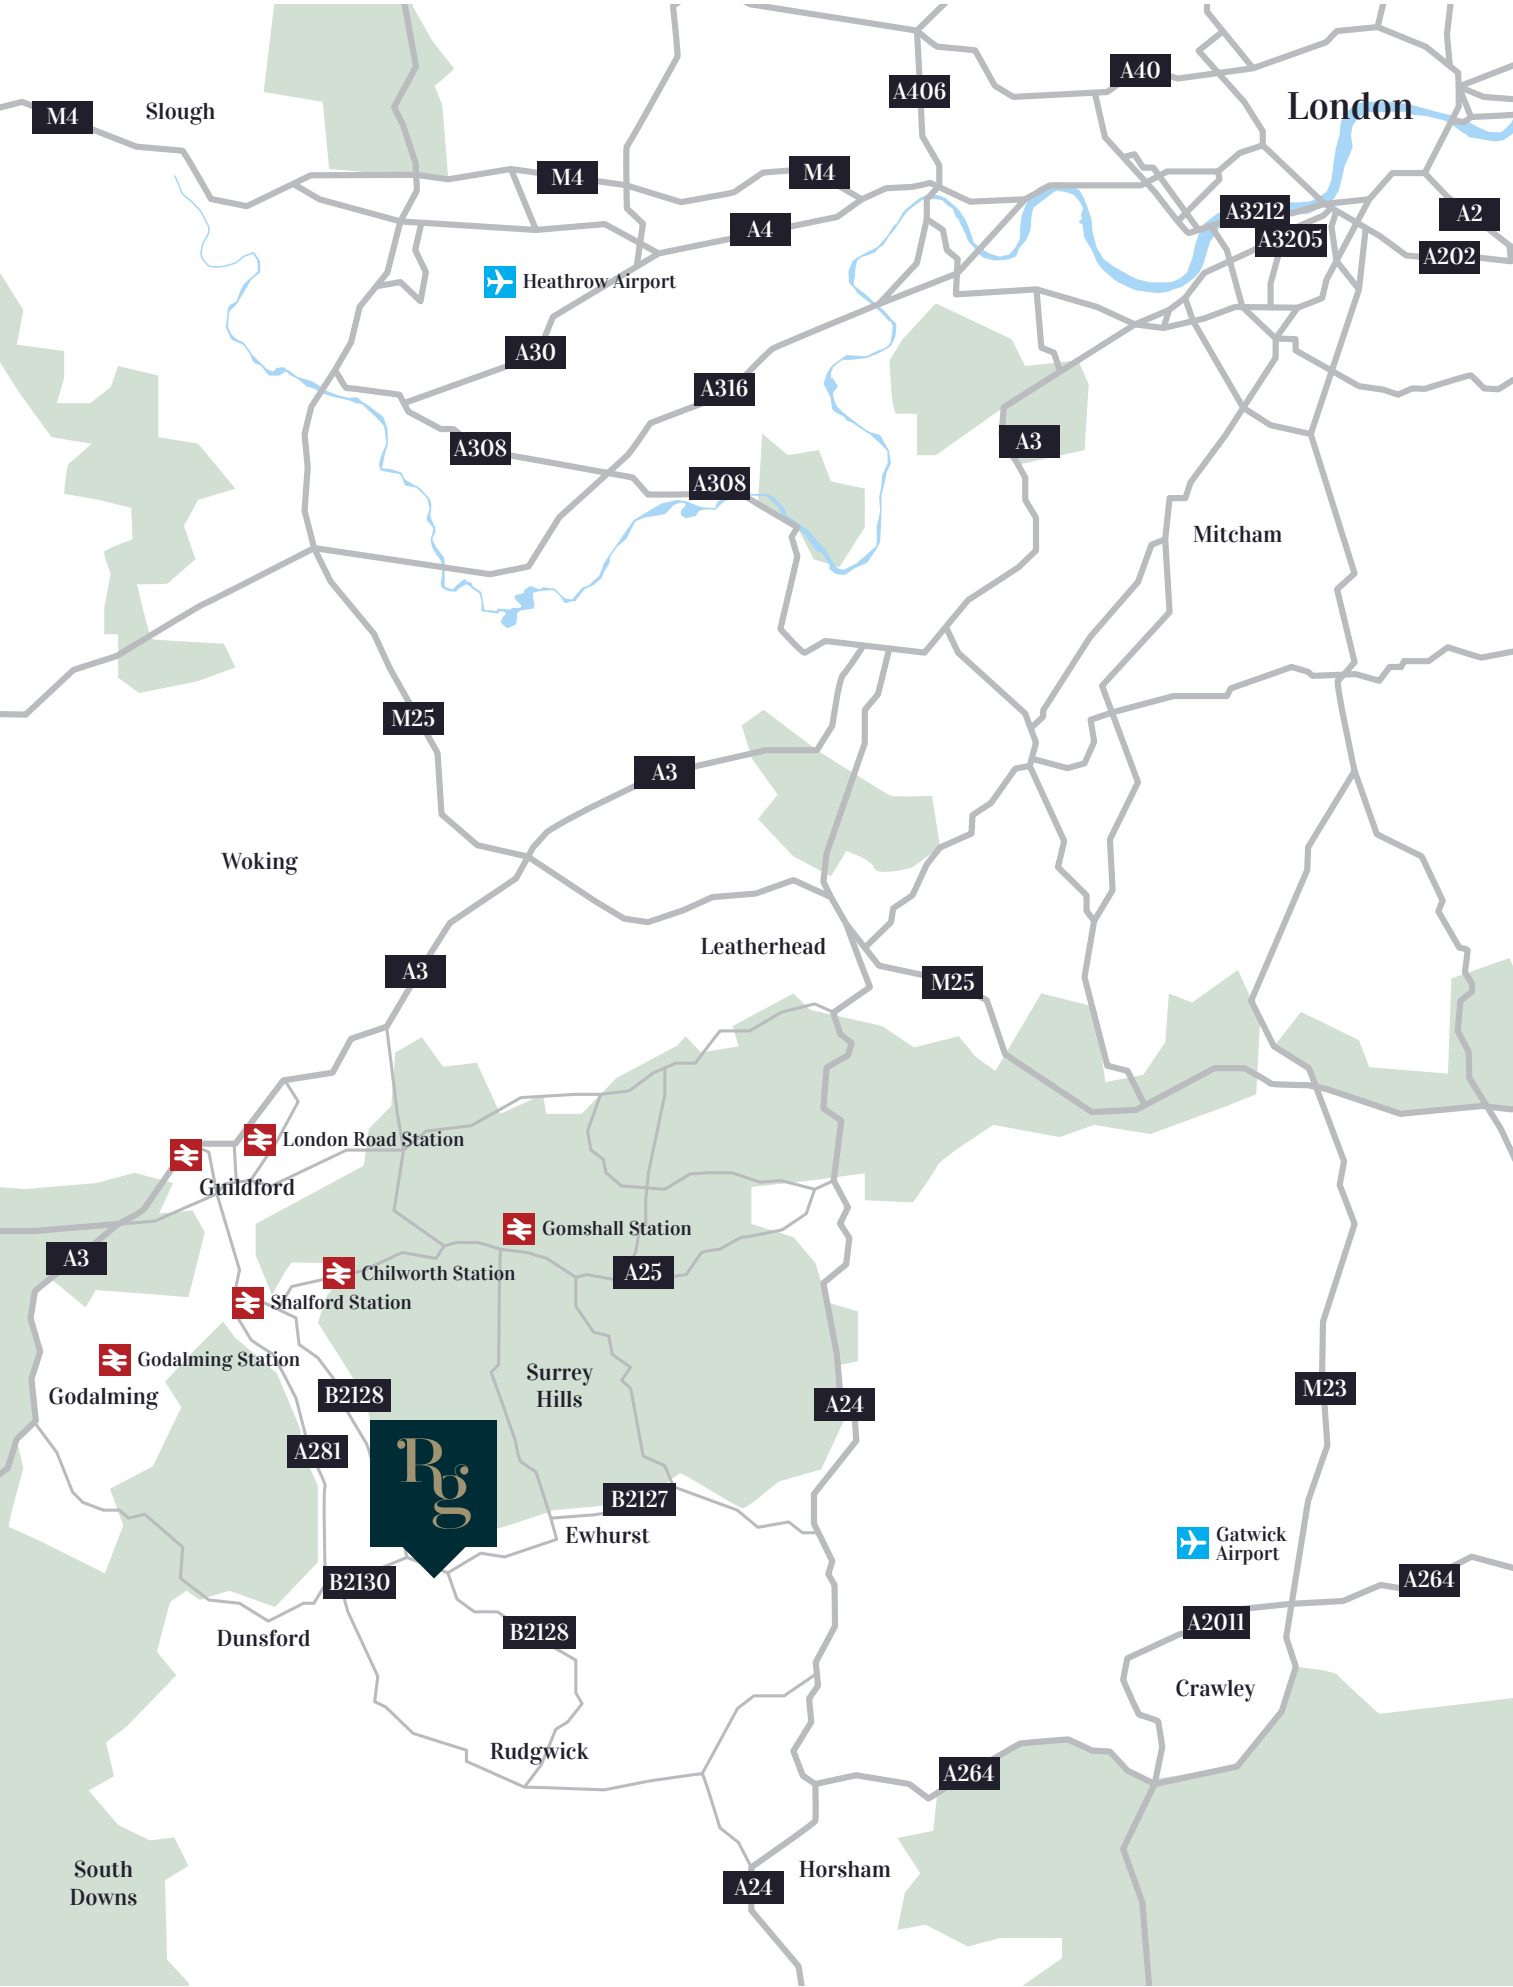 London
A40
A406
M4
Slough
M4
M4
A3212
A2
A4
A3205
A202
Heathrow Airport
A30
A316
A308
A3
A308
Mitcham
M25
A3
Woking
Leatherhead
A3
M25
London Road Station
Guildford
Gomshall Station
A3
Chilworth Station
A25
Shalford Station
Godalming Station
Godalming
Surrey
Hills
B2128
M23
A24
A281
Rg
B2127
Ewhurst
Gatwick
Airport
B2130
A264
A2011
Dunsford
B2128
Crawley
Rudgwick
A264
South
Downs
Horsham
A24